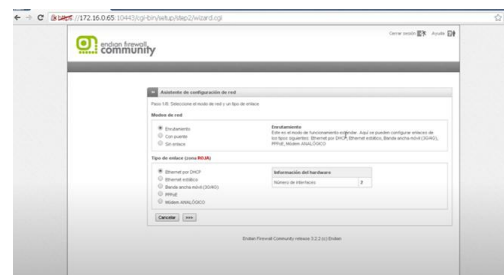 https://172.16.0.65:10443/cgi-bin/setup/step2/wizard.cgi
Cerrar sesión Ayuda
endian firewall
community
Asistente de configuración de red
Paso 1/8: Seleccione el modo de red y un tipo de enlace
Modos de red
Enrutamiento
Con puente
Sin enlace
Enrutamiento
Este es el modo de funcionamiento estándar. Aquí se pueden configurar enlaces de
los tipos siguientes: Ethernet por DHCP, Ethernet estático, Banda ancha móvil (3G/4G),
PPPoE, Módem ANALÓGICO
Tipo de enlace (zona ROJA)
Ethernet por DHCP
Ethernet estático
Banda ancha móvil (3G/4G)
PPPoE
Módem ANALÓGICO
Información del hardware
Número de interfaces
Cancelar >>>
Endian Firewall Community release 3.2.2 (c) Endian